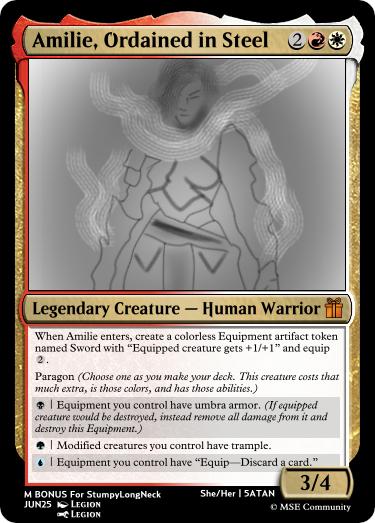 Amilie, Ordained in Steel 2RW
Legendary Creature — Human Warrior
When Amilie enters, create a colorless Equipment artifact token
named Sword with “Equipped creature gets +1/+1” and equip
2.
Paragon (Choose one as you make your deck. This creature costs that
much extra, is those colors, and has those abilities.)
| Equipment you control have umbra armor. (If equipped
creature would be destroyed, instead remove all damage from it and
destroy this Equipment.)
| Modified creatures you control have trample.
| Equipment you control have “Equip—Discard a card.”
3/4
M BONUS For StumpyLongNeck She/Her | 5ATAN
JUN25 Legion © MSE Community
Legion